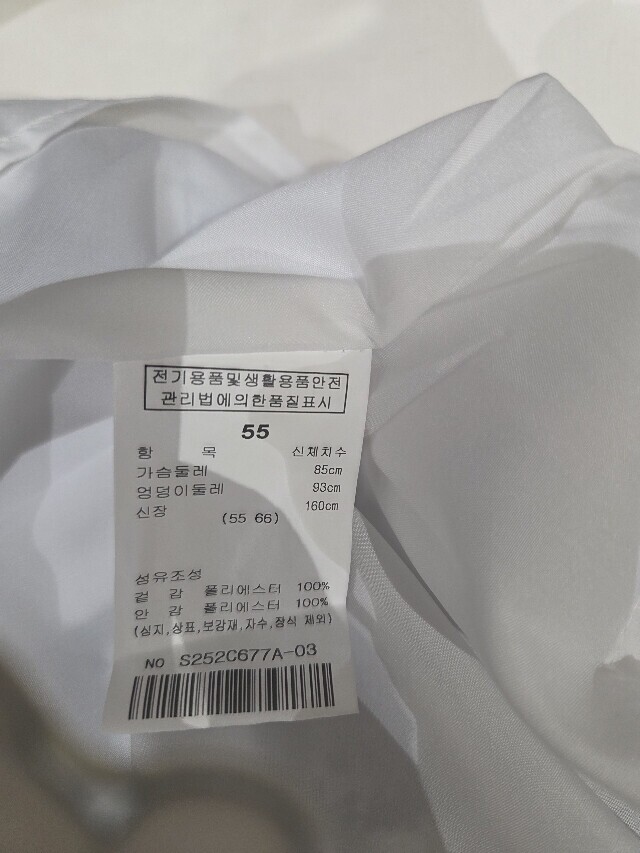 전기용품및생활용품안전
관리법에의한품질표시
55
항 목 신체치수
가슴둘레 85cm
엉덩이둘레 93cm
신장 160cm
(55 66)
섬유조성
겉 감 폴리에스터 100%
안 감 폴리에스터 100%
(심지,상표,보강재,자수,장식 제외)
NO S252C677A-03